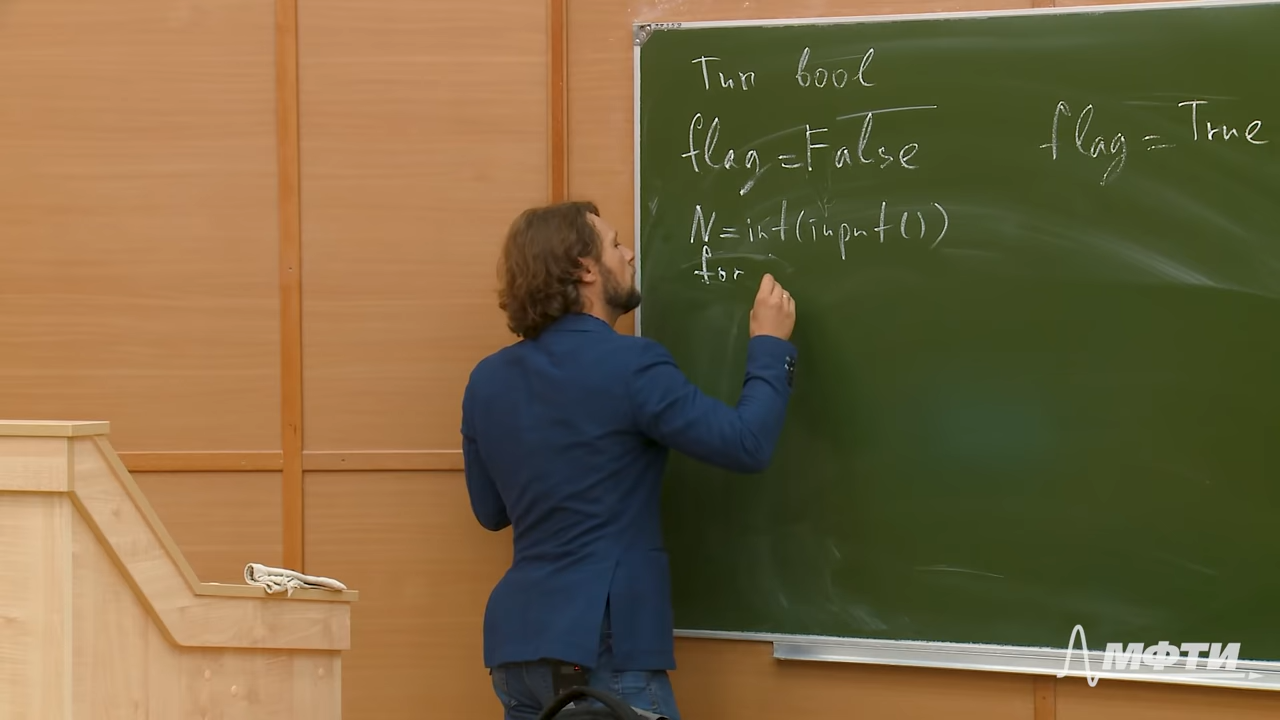 Тип bool
flag=False
flag=True
N=int(input())
for
МФТИ